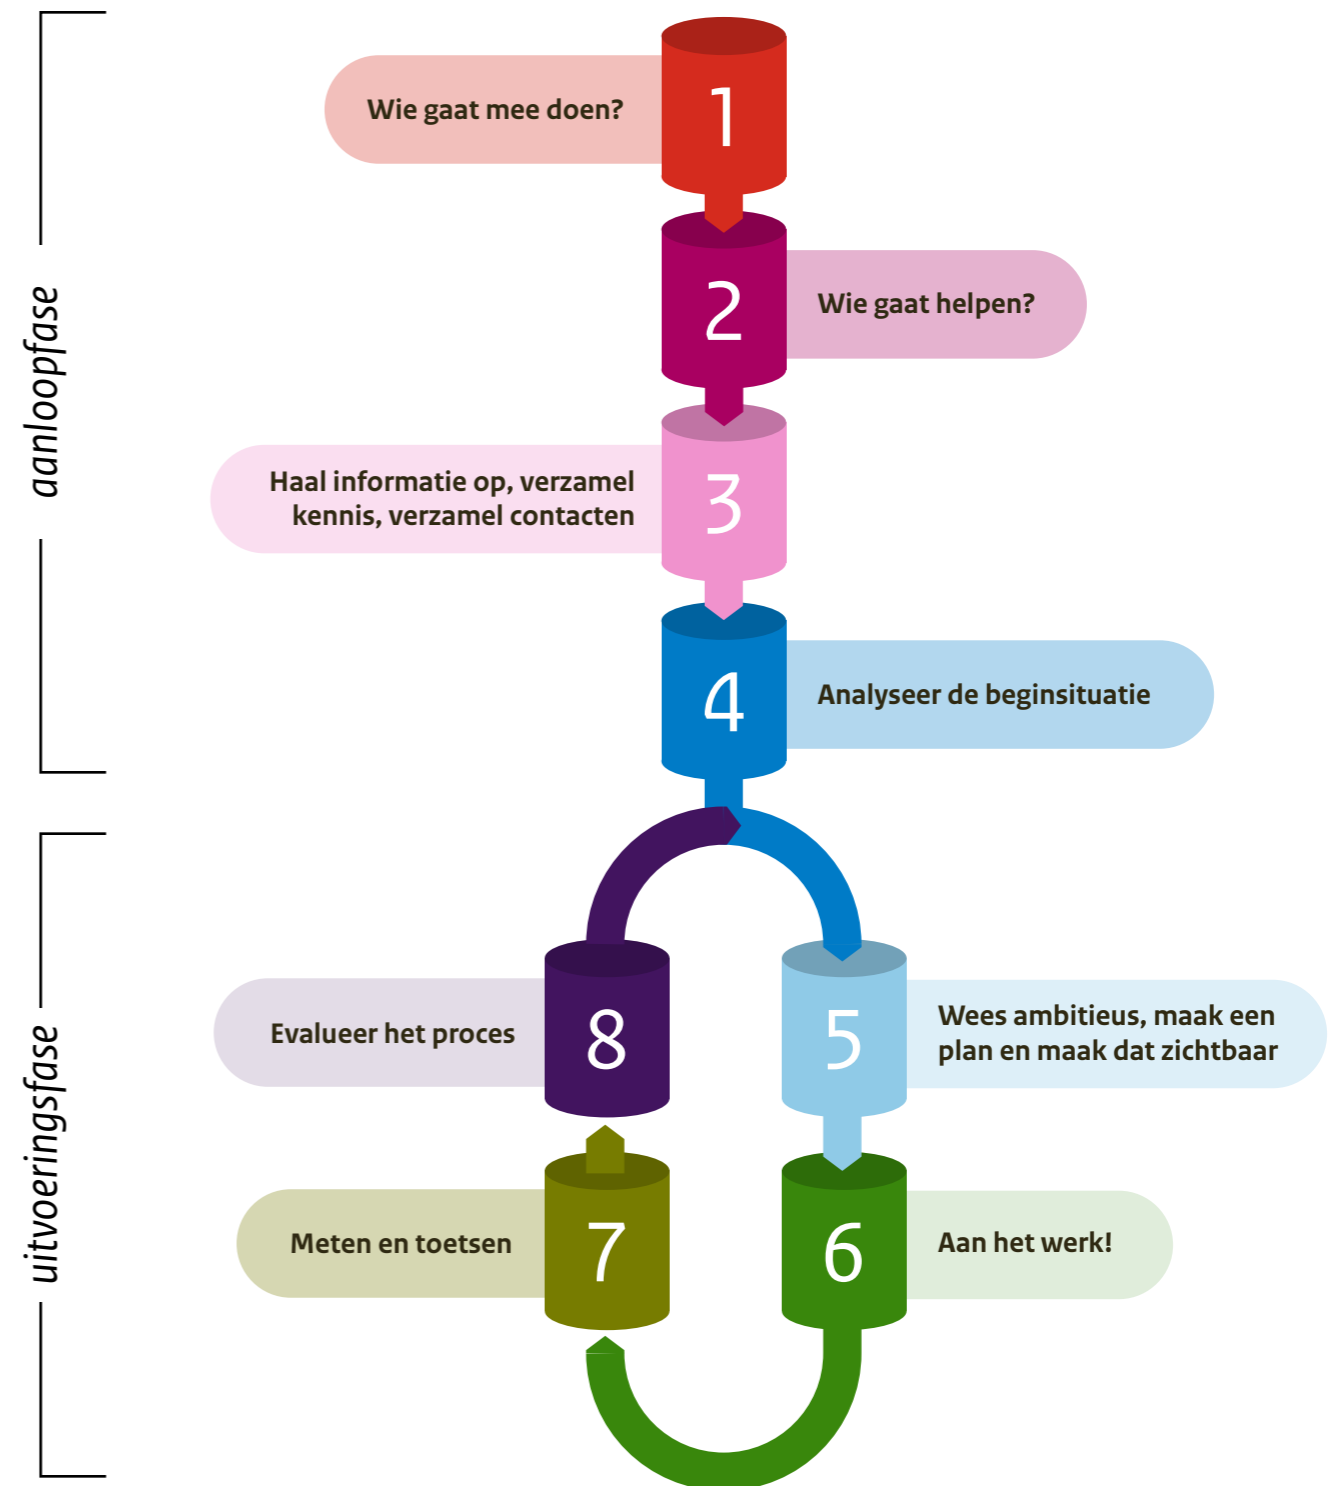 aanloopfase
1
Wie gaat mee doen?
2
Wie gaat helpen?
3
Haal informatie op, verzamel
kennis, verzamel contacten
4
Analyseer de beginsituatie
uitvoeringsfase
5
Wees ambitieus, maak een
plan en maak dat zichtbaar
6
Aan het werk!
7
Meten en toetsen
8
Evalueer het proces